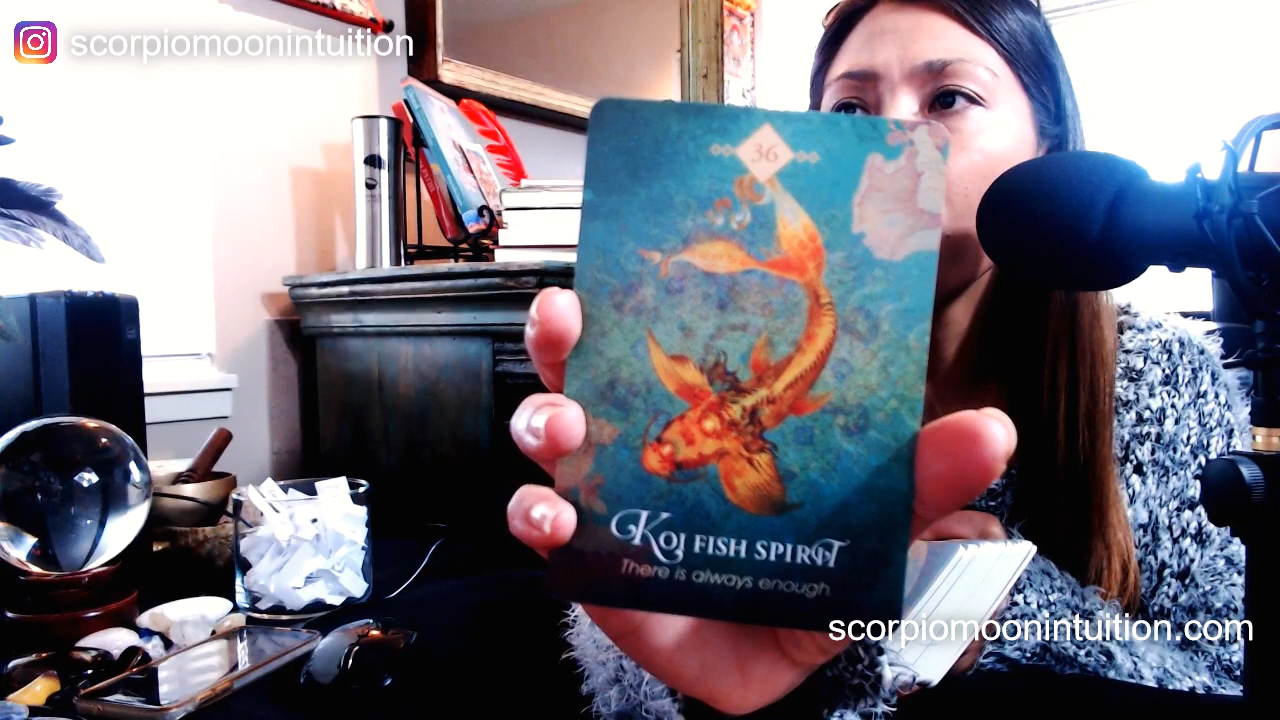 scorpiomoonintuition
36
Koi FISH SPIRIT
There is always enough
scorpiomoonintuition.com